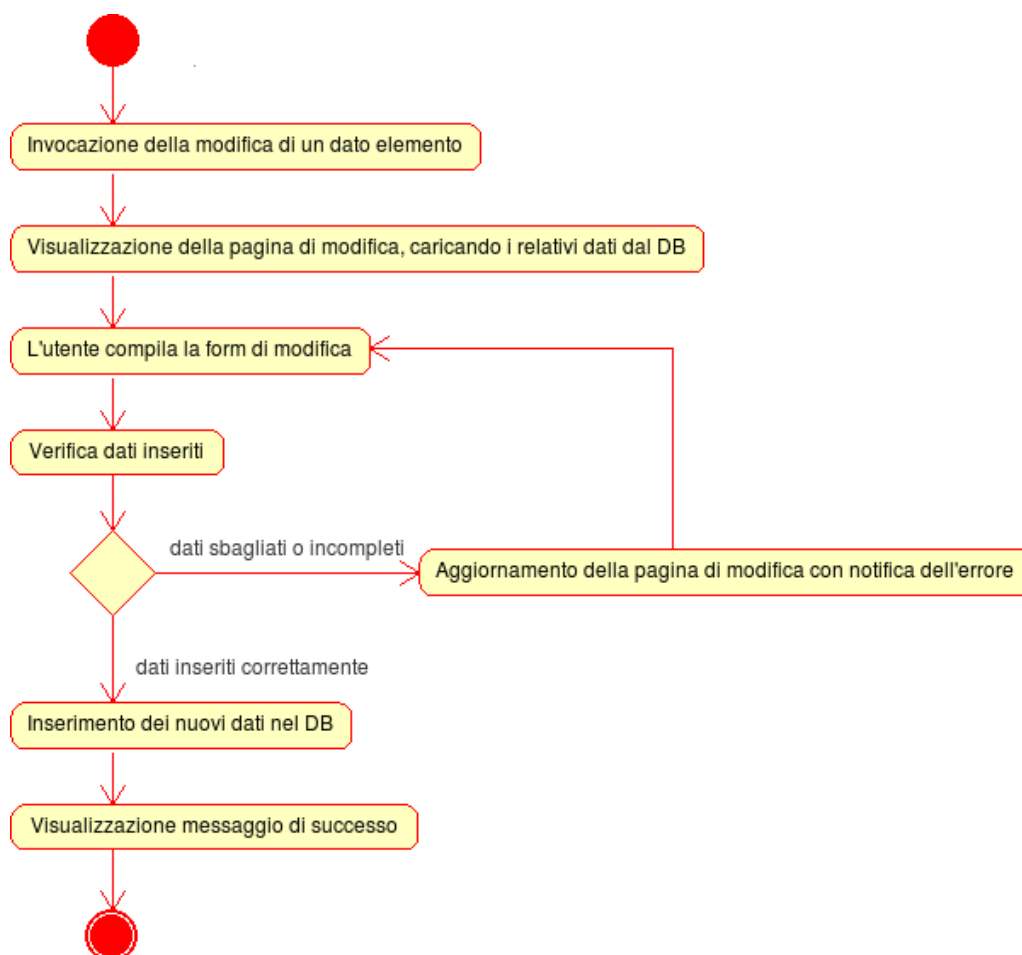 Invocazione della modifica di un dato elemento
Visualizzazione della pagina di modifica, caricando i relativi dati dal DB
L'utente compila la form di modifica
Verifica dati inseriti
dati sbagliati o incompleti
Aggiornamento della pagina di modifica con notifica dell'errore
dati inseriti correttamente
Inserimento dei nuovi dati nel DB
Visualizzazione messaggio di successo